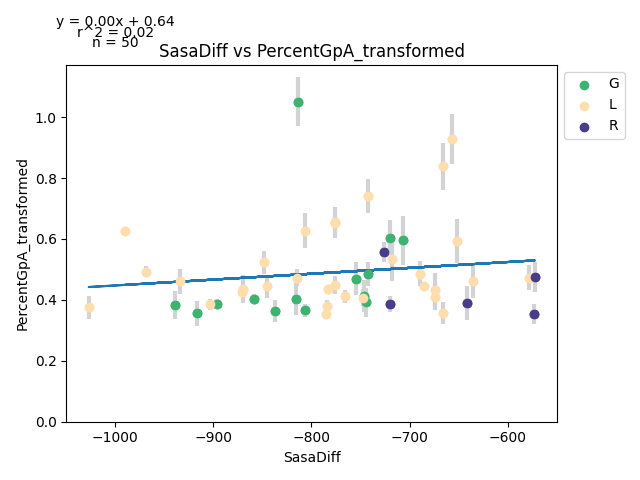 y = 0.00x + 0.64
r^2 = 0.02
n = 50
SasaDiff vs PercentGpA_transformed
G
L
R
PercentGpA_transformed
1.0
0.8
0.6
0.4
0.2
0.0
−1000
−900
−800
−700
−600
SasaDiff